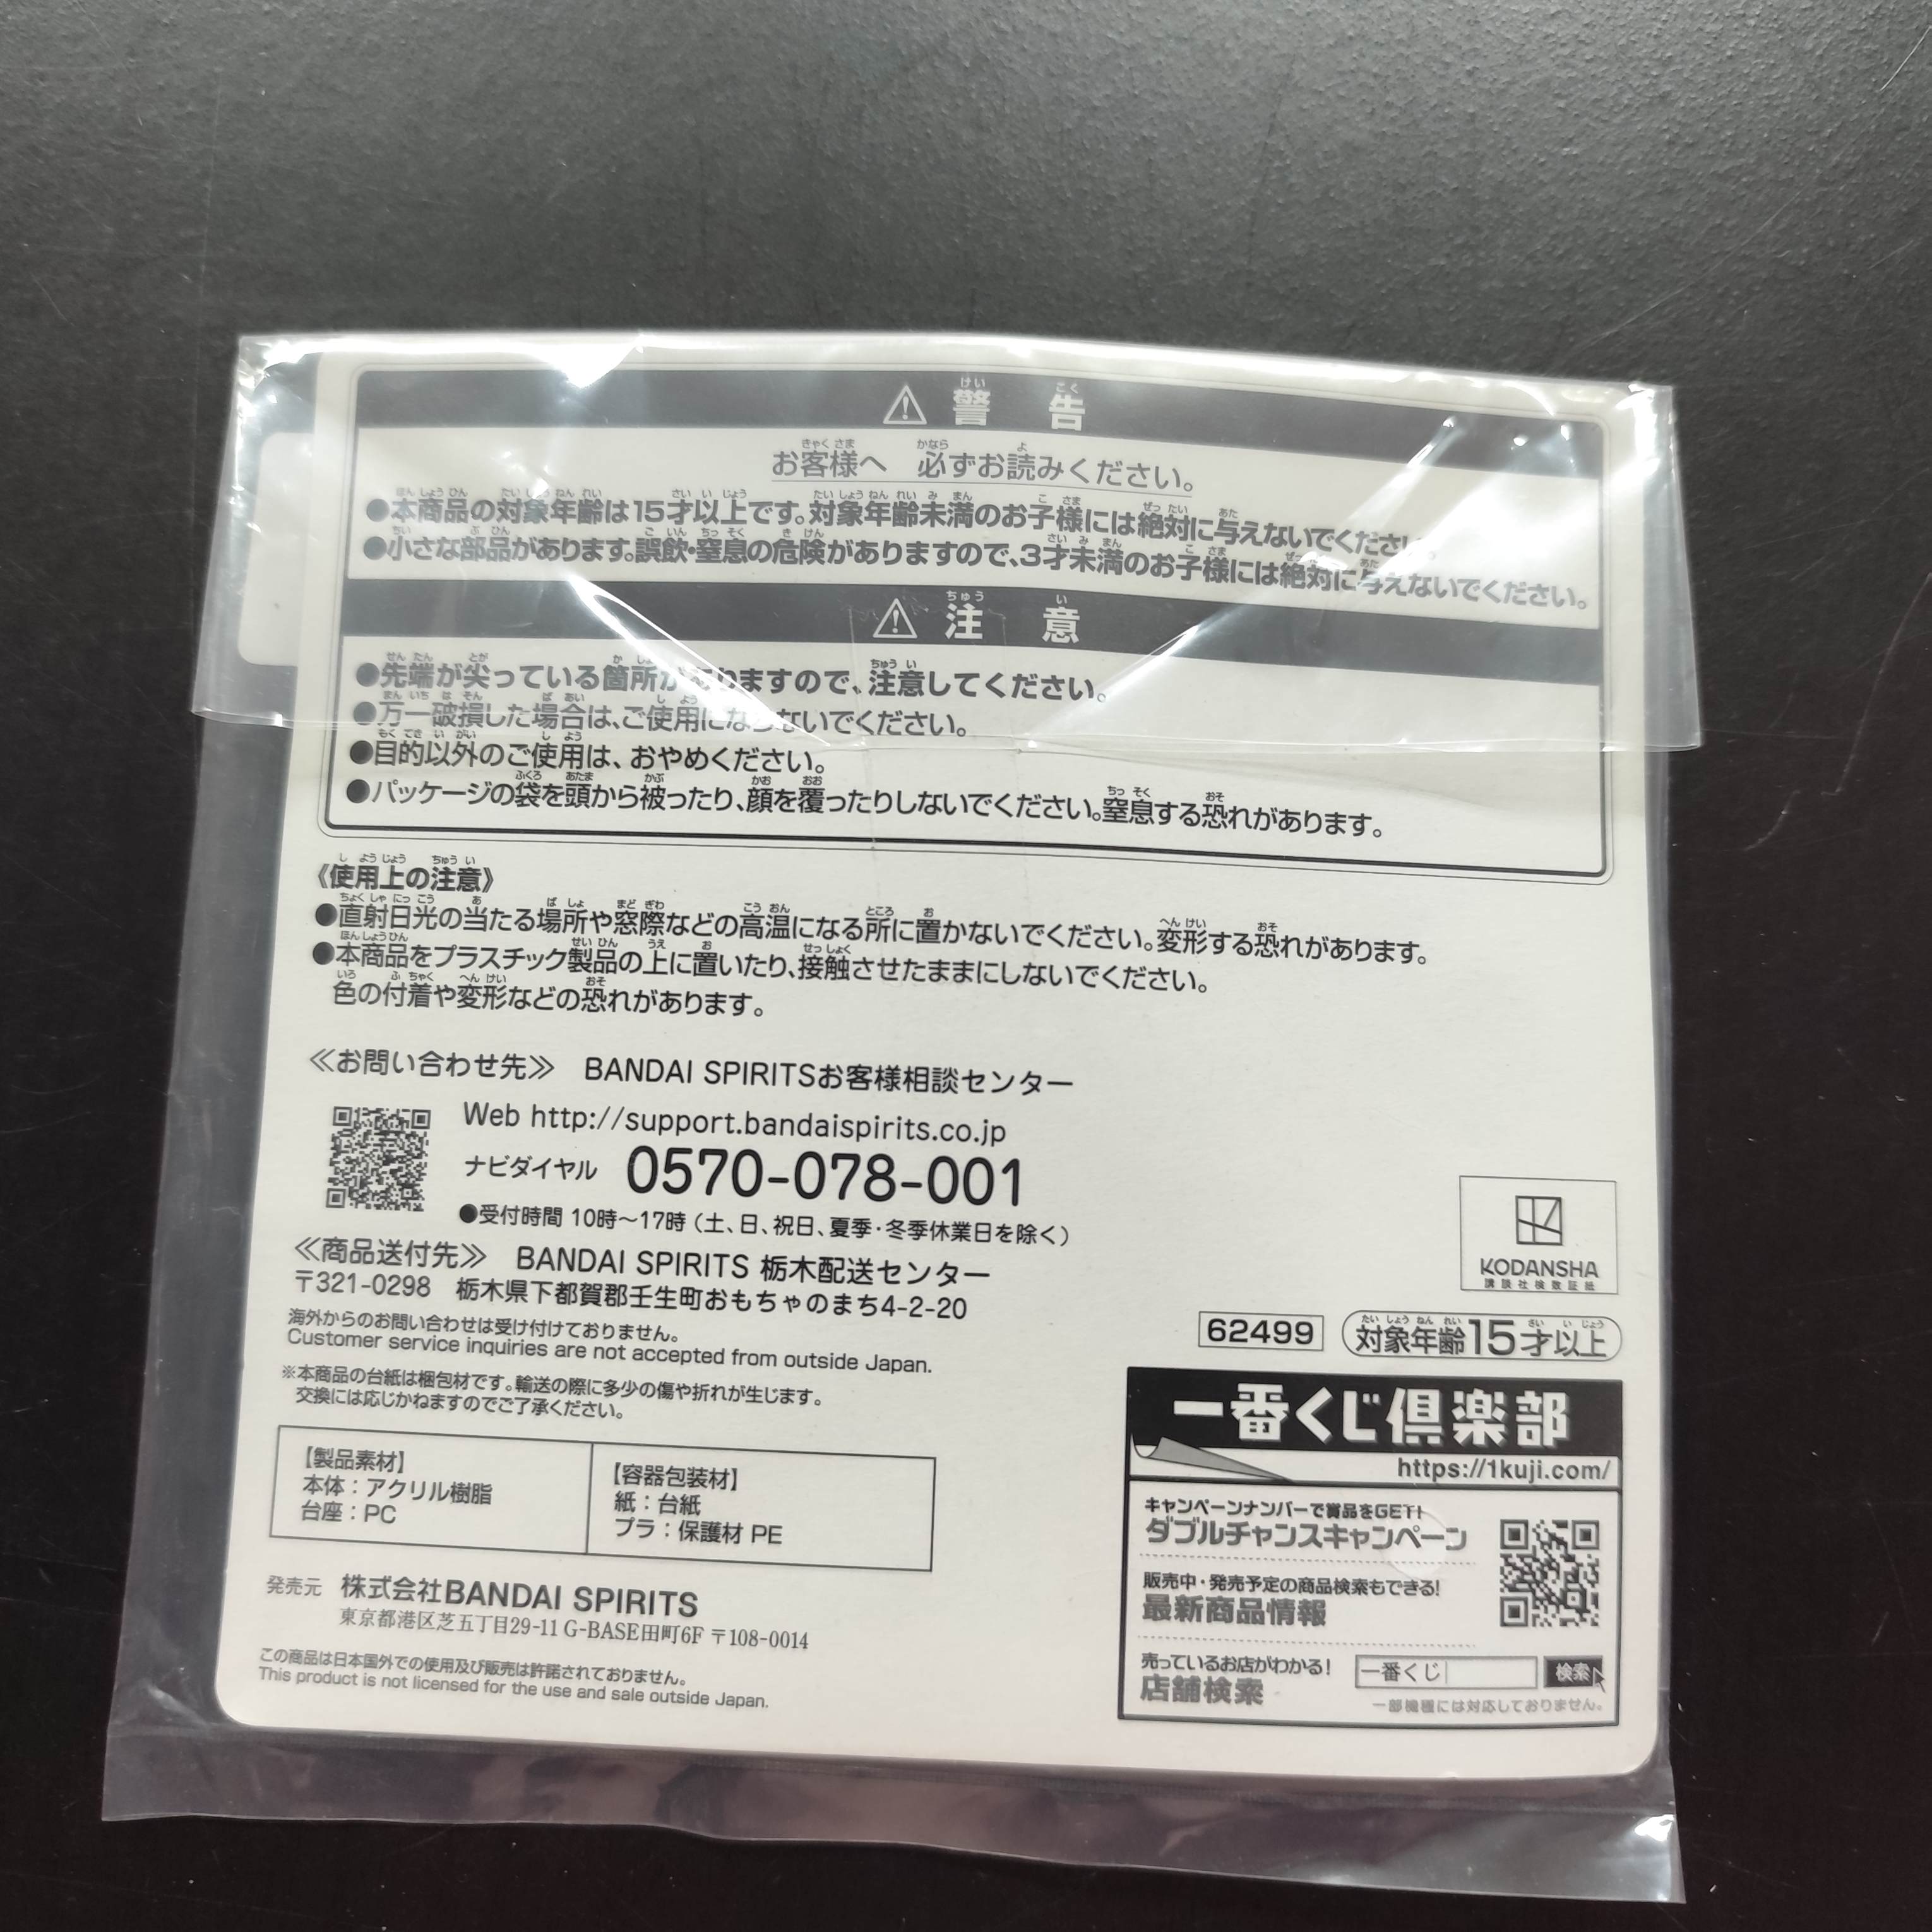 ⚠ 警告
お客様へ 必ずお読みください。
●本商品の対象年齢は15才以上です。対象年齢未満のお子様には絶対に与えないでください。
●小さな部品があります。誤飲・窒息の危険がありますので、3才未満のお子様には絶対に与えないでください。
⚠ 注意
●先端が尖っている箇所がありますので、注意してください。
●万一破損した場合は、ご使用にならないでください。
●目的以外のご使用は、おやめください。
●パッケージの袋を頭から被ったり、顔を覆ったりしないでください。窒息する恐れがあります。
《使用上の注意》
●直射日光の当たる場所や窓際などの高温になる所に置かないでください。変形する恐れがあります。
●本商品をプラスチック製品の上に置いたり、接触させたままにしないでください。
色の付着や変形などの恐れがあります。
≪お問い合わせ先≫ BANDAI SPIRITSお客様相談センター
Web http://support.bandaispirits.co.jp
ナビダイヤル 0570-078-001
●受付時間 10時～17時（土、日、祝日、夏季・冬季休業日を除く）
≪商品送付先≫ BANDAI SPIRITS 栃木配送センター
〒321-0298 栃木県下都賀郡壬生町おもちゃのまち4-2-20
海外からのお問い合わせは受け付けておりません。
Customer service inquiries are not accepted from outside Japan.
※本商品の台紙は梱包材です。輸送の際に多少の傷や折れが生じます。
交換には応じかねますのでご了承ください。
【製品素材】
本体：アクリル樹脂
台座：PC
【容器包装材】
紙：台紙
プラ：保護材 PE
発売元 株式会社BANDAI SPIRITS
東京都港区芝五丁目29-11 G-BASE田町6F 〒108-0014
この商品は日本国外での使用及び販売は許諾されておりません。
This product is not licensed for the use and sale outside Japan.
KODANSHA
講談社検数証紙
62499
対象年齢15才以上
一番くじ倶楽部
https://1kuji.com/
キャンペーンナンバーで賞品をGET!
ダブルチャンスキャンペーン
販売中・発売予定の商品検索もできる!
最新商品情報
売っているお店がわかる!
店舗検索
一番くじ 検索
一部機種には対応しておりません。